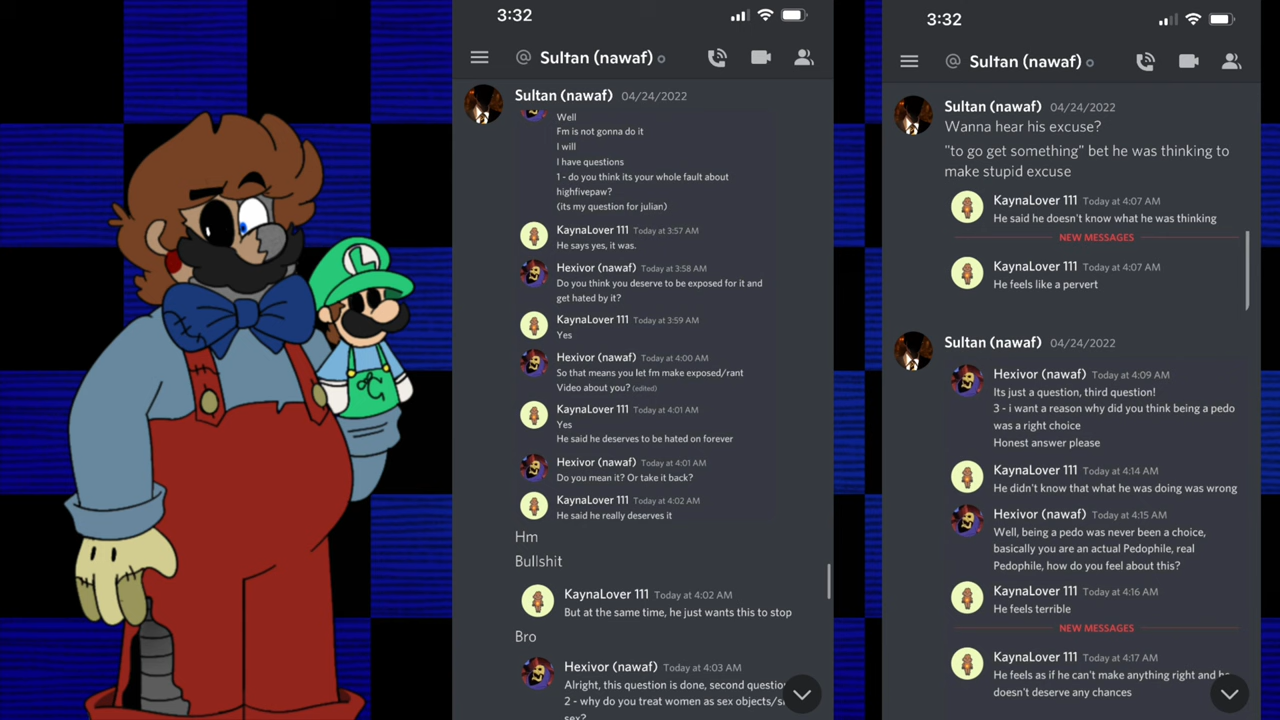 3:32
@ Sultan (nawaf)
Sultan (nawaf) 04/24/2022
Well
Fm is not gonna do it
I will
I have questions
1 - do you think its your whole fault about
highfivepaw?
(its my question for julian)
KaynaLover 111 Today at 3:57 AM
He says yes, it was.
Hexivor (nawaf) Today at 3:58 AM
Do you think you deserve to be exposed for it and
get hated by it?
KaynaLover 111 Today at 3:59 AM
Yes
Hexivor (nawaf) Today at 4:00 AM
So that means you let fm make exposed/rant
Video about you? (edited)
KaynaLover 111 Today at 4:01 AM
Yes
He said he deserves to be hated on forever
Hexivor (nawaf) Today at 4:01 AM
Do you mean it? Or take it back?
KaynaLover 111 Today at 4:02 AM
He said he really deserves it
Hm
Bullshit
KaynaLover 111 Today at 4:02 AM
But at the same time, he just wants this to stop
Bro
Hexivor (nawaf) Today at 4:03 AM
Alright, this question is done, second
2 - why do you treat women as sex
sex?
3:32
@ Sultan (nawaf)
Sultan (nawaf) 04/24/2022
Wanna hear his excuse?
"to go get something" bet he was thinking to
make stupid excuse
KaynaLover 111 Today at 4:07 AM
He said he doesn't know what he was thinking
NEW MESSAGES
KaynaLover 111 Today at 4:07 AM
He feels like a pervert
Sultan (nawaf) 04/24/2022
Hexivor (nawaf) Today at 4:09 AM
Its just a question, third question!
3 - i want a reason why did you think being a pedo
was a right choice
Honest answer please
KaynaLover 111 Today at 4:14 AM
He didn't know that what he was doing was wrong
Hexivor (nawaf) Today at 4:15 AM
Well, being a pedo was never been a choice,
basically you are an actual Pedophile, real
Pedophile, how do you feel about this?
KaynaLover 111 Today at 4:16 AM
He feels terrible
NEW MESSAGES
KaynaLover 111 Today at 4:17 AM
He feels as if he can't make anything right and
doesn't deserve any chances
L